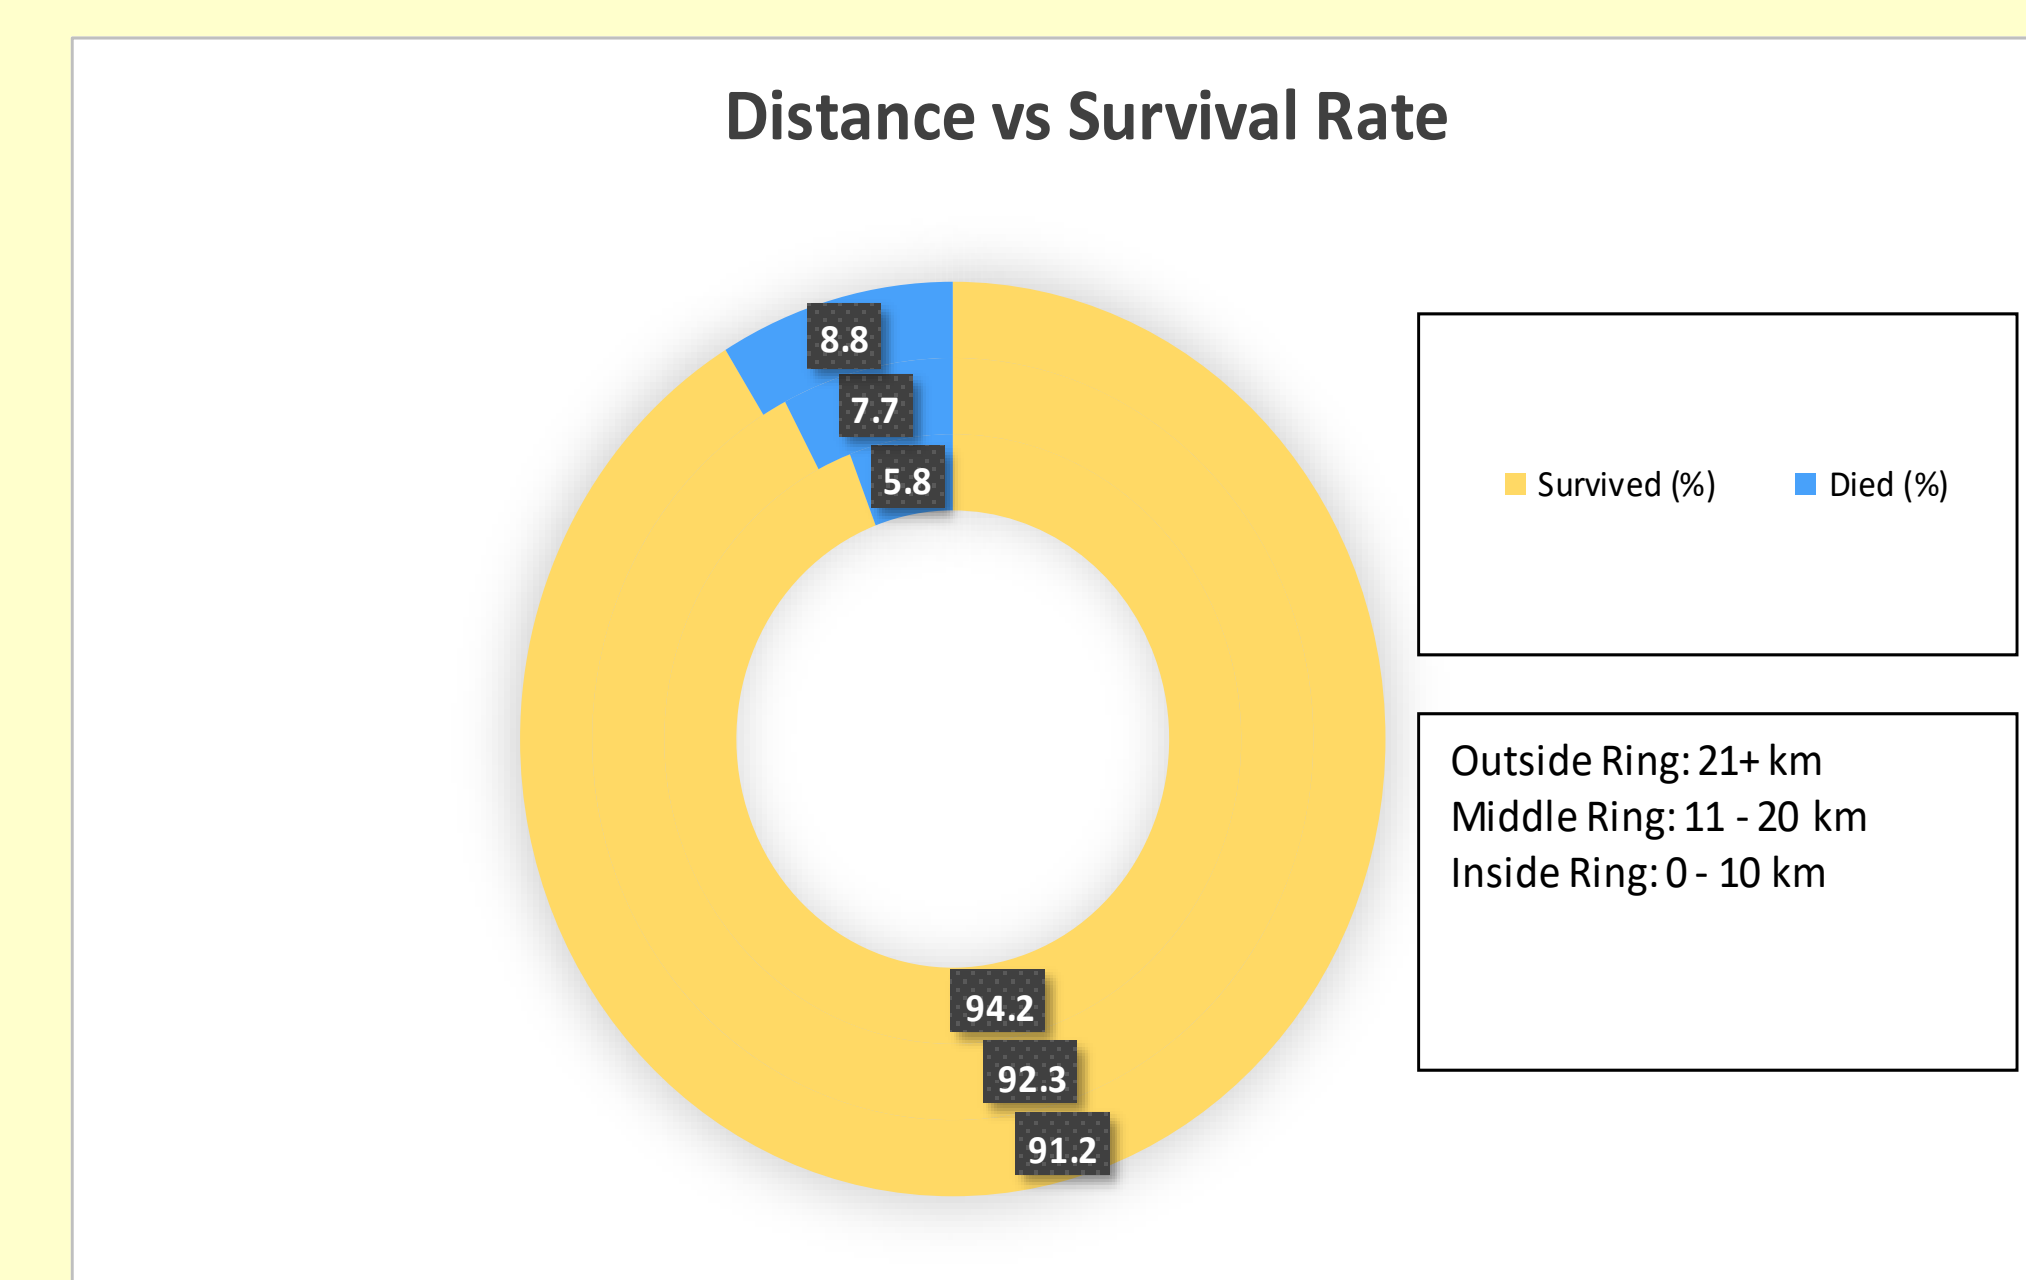 Distance vs Survival Rate
8.8
7.7
5.8
94.2
92.3
91.2
Survived (%)
Died (%)
Outside Ring: 21+ km
Middle Ring: 11 - 20 km
Inside Ring: 0 - 10 km